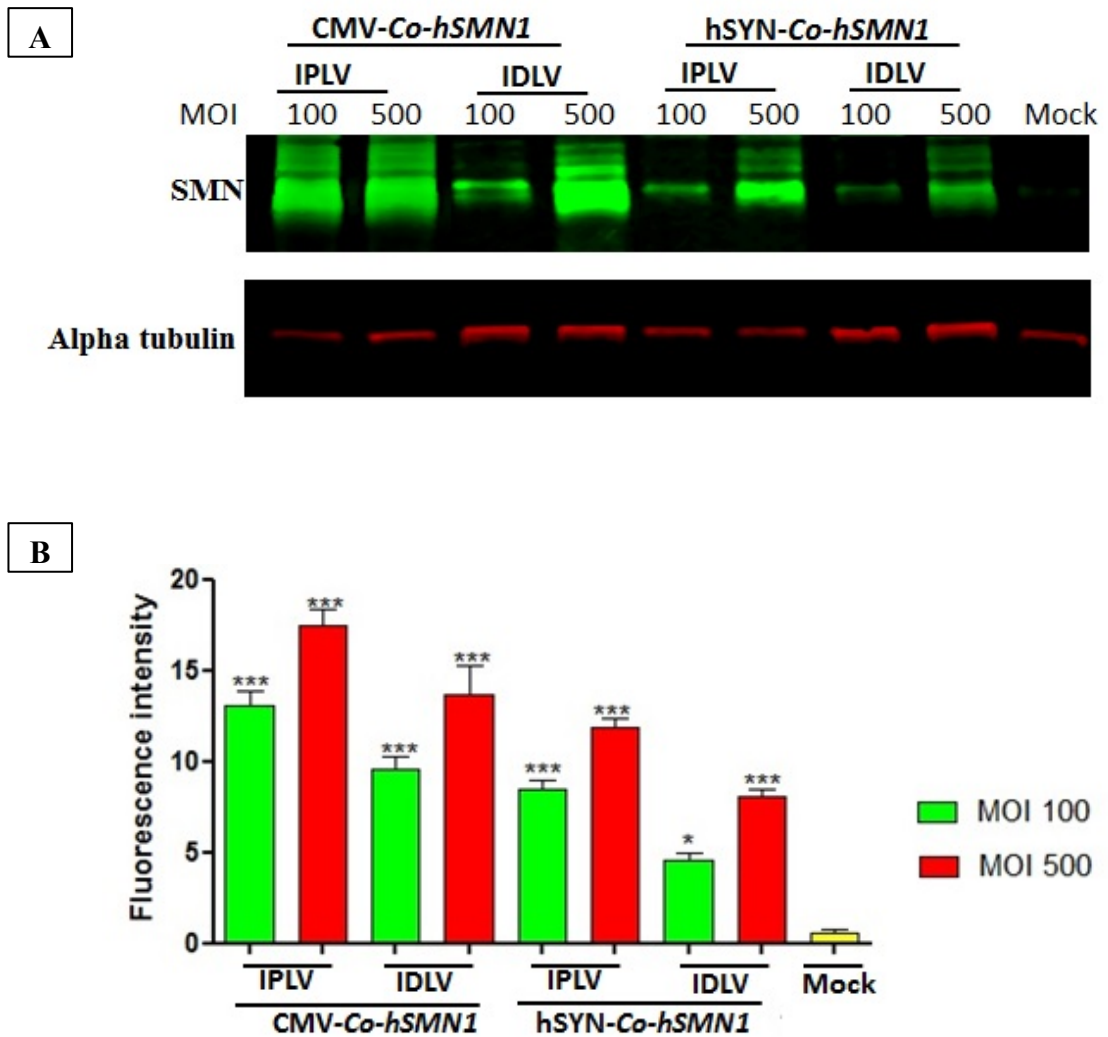 A
CMV-Co-hSMN1 hSYN-Co-hSMN1
IPLV IDLV IPLV IDLV
MOI 100 500 100 500 100 500 100 500 Mock
SMN
Alpha tubulin
B
Fluorescence intensity
20
15
10
5
0
*** *** *** *** *** *** * ***
MOI 100
MOI 500
IPLV IDLV IPLV IDLV Mock
CMV-Co-hSMN1 hSYN-Co-hSMN1